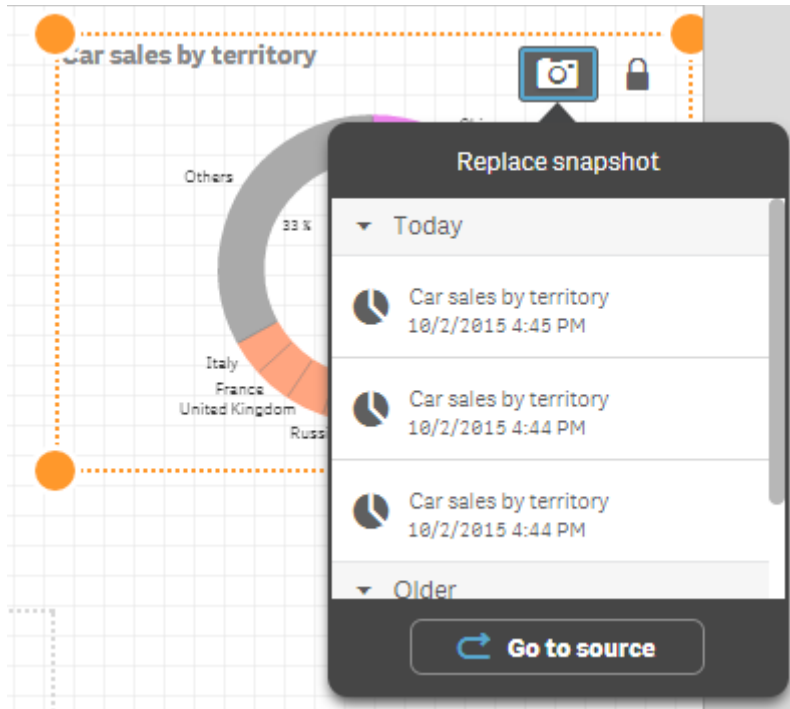 Car sales by territory
Replace snapshot
Others
33 %
Today
Car sales by territory
10/2/2015 4:45 PM
Italy
France
United Kingdom
Car sales by territory
10/2/2015 4:44 PM
Car sales by territory
10/2/2015 4:44 PM
Older
Go to source